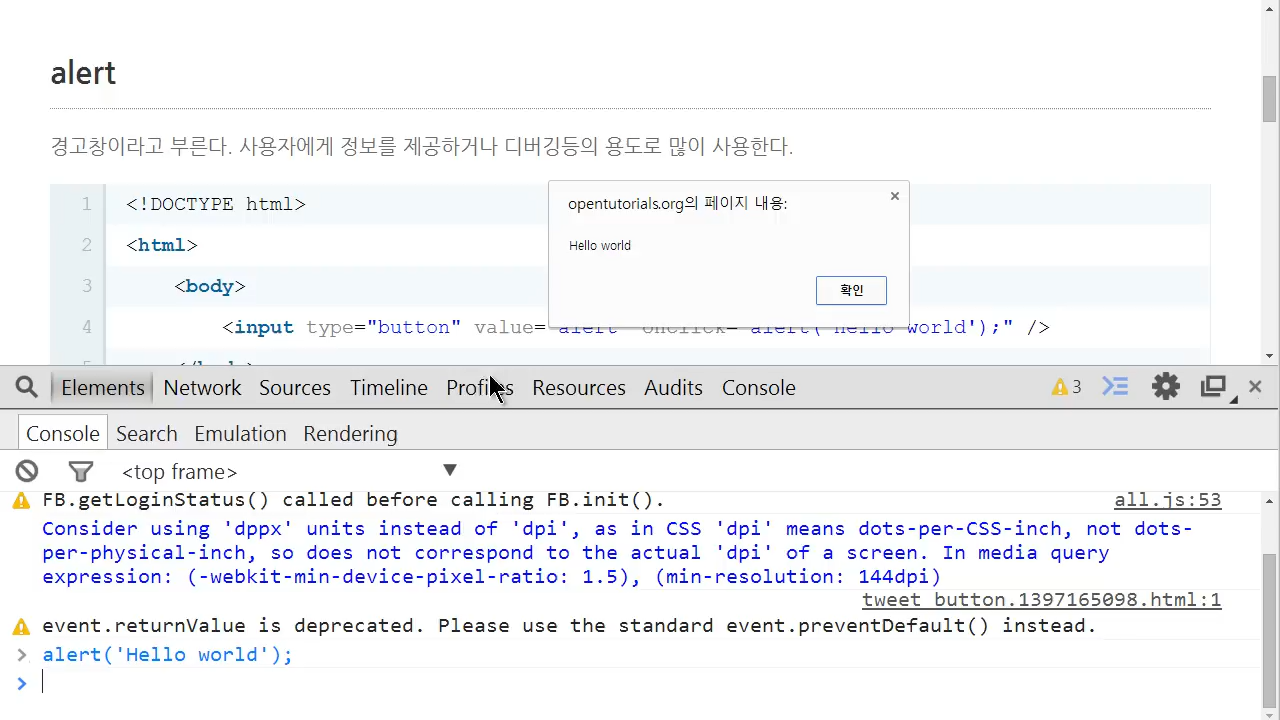 alert
경고창이라고 부른다. 사용자에게 정보를 제공하거나 디버깅등의 용도로 많이 사용한다.
opentutorials.org의 페이지 내용:
Hello world
확인
1 <!DOCTYPE html>
2 <html>
3 <body>
4 <input type="button" value="alert" onclick="alert('hello world');" />
Elements Network Sources Timeline Profiles Resources Audits Console 3
Console Search Emulation Rendering
<top frame>
FB.getLoginStatus() called before calling FB.init(). all.js:53
Consider using 'dppx' units instead of 'dpi', as in CSS 'dpi' means dots-per-CSS-inch, not dots-
per-physical-inch, so does not correspond to the actual 'dpi' of a screen. In media query
expression: (-webkit-min-device-pixel-ratio: 1.5), (min-resolution: 144dpi)
tweet_button.1397165098.html:1
event.returnValue is deprecated. Please use the standard event.preventDefault() instead.
> alert('Hello world');
>